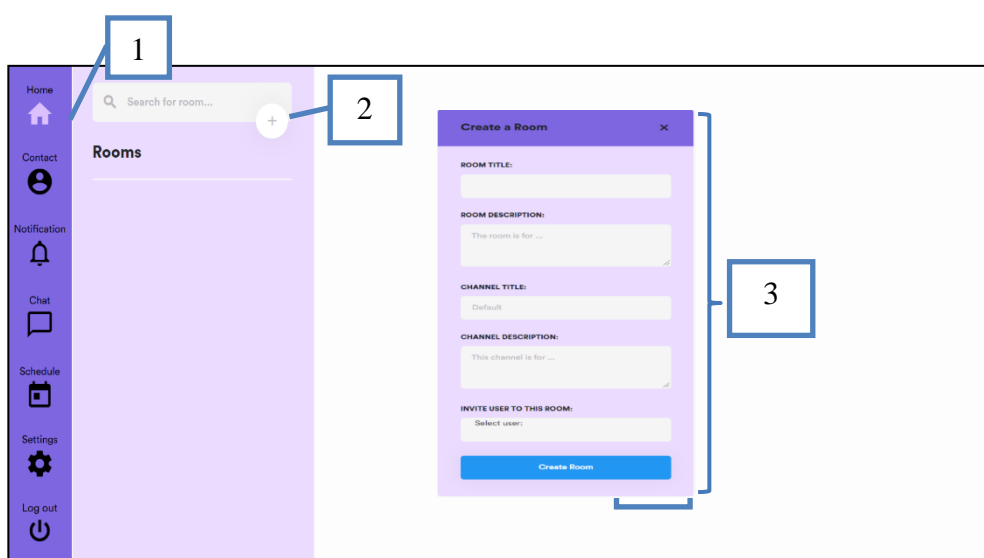 1
Home
Contact
Notification
Chat
Schedule
Settings
Log out
Search for room...
+
2
Rooms
Create a Room ×
ROOM TITLE:
ROOM DESCRIPTION:
The room is for ...
CHANNEL TITLE:
Default
CHANNEL DESCRIPTION:
This channel is for ...
INVITE USER TO THIS ROOM:
Select user:
Create Room
3